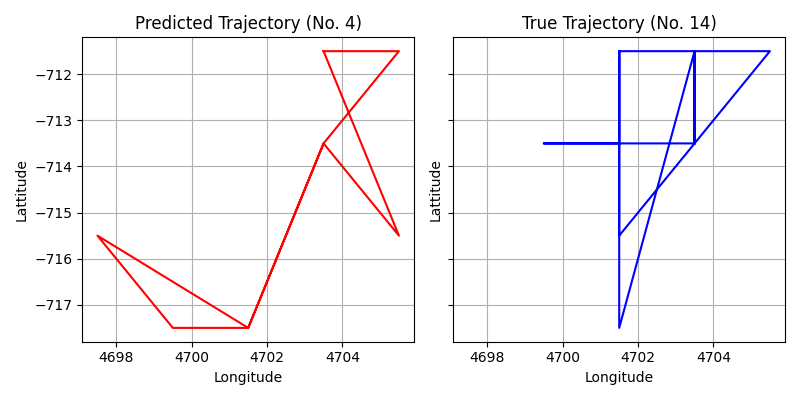 Predicted Trajectory (No. 4)
True Trajectory (No. 14)
Lattitude
−712
−713
−714
−715
−716
−717
4698
4700
4702
4704
Longitude
Lattitude
4698
4700
4702
4704
Longitude